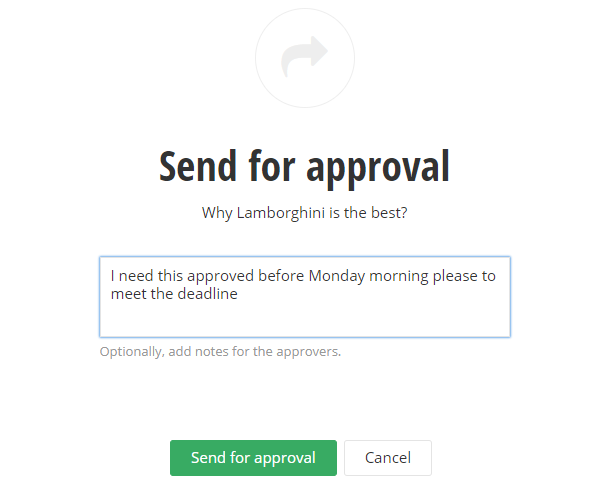 Send for approval
Why Lamborghini is the best?
I need this approved before Monday morning please to
meet the deadline
Optionally, add notes for the approvers.
Send for approval Cancel